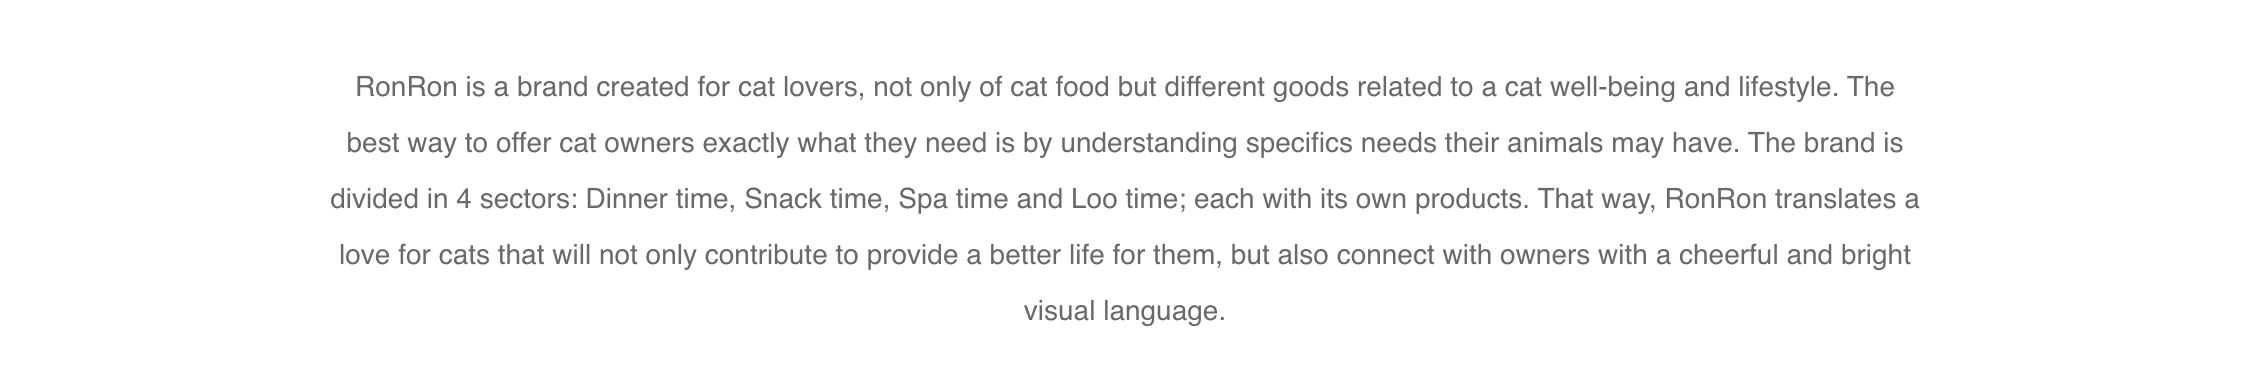 RonRon is a brand created for cat lovers, not only of cat food but different goods related to a cat well-being and lifestyle. The
best way to offer cat owners exactly what they need is by understanding specifics needs their animals may have. The brand is
divided in 4 sectors: Dinner time, Snack time, Spa time and Loo time; each with its own products. That way, RonRon translates a
love for cats that will not only contribute to provide a better life for them, but also connect with owners with a cheerful and bright
visual language.